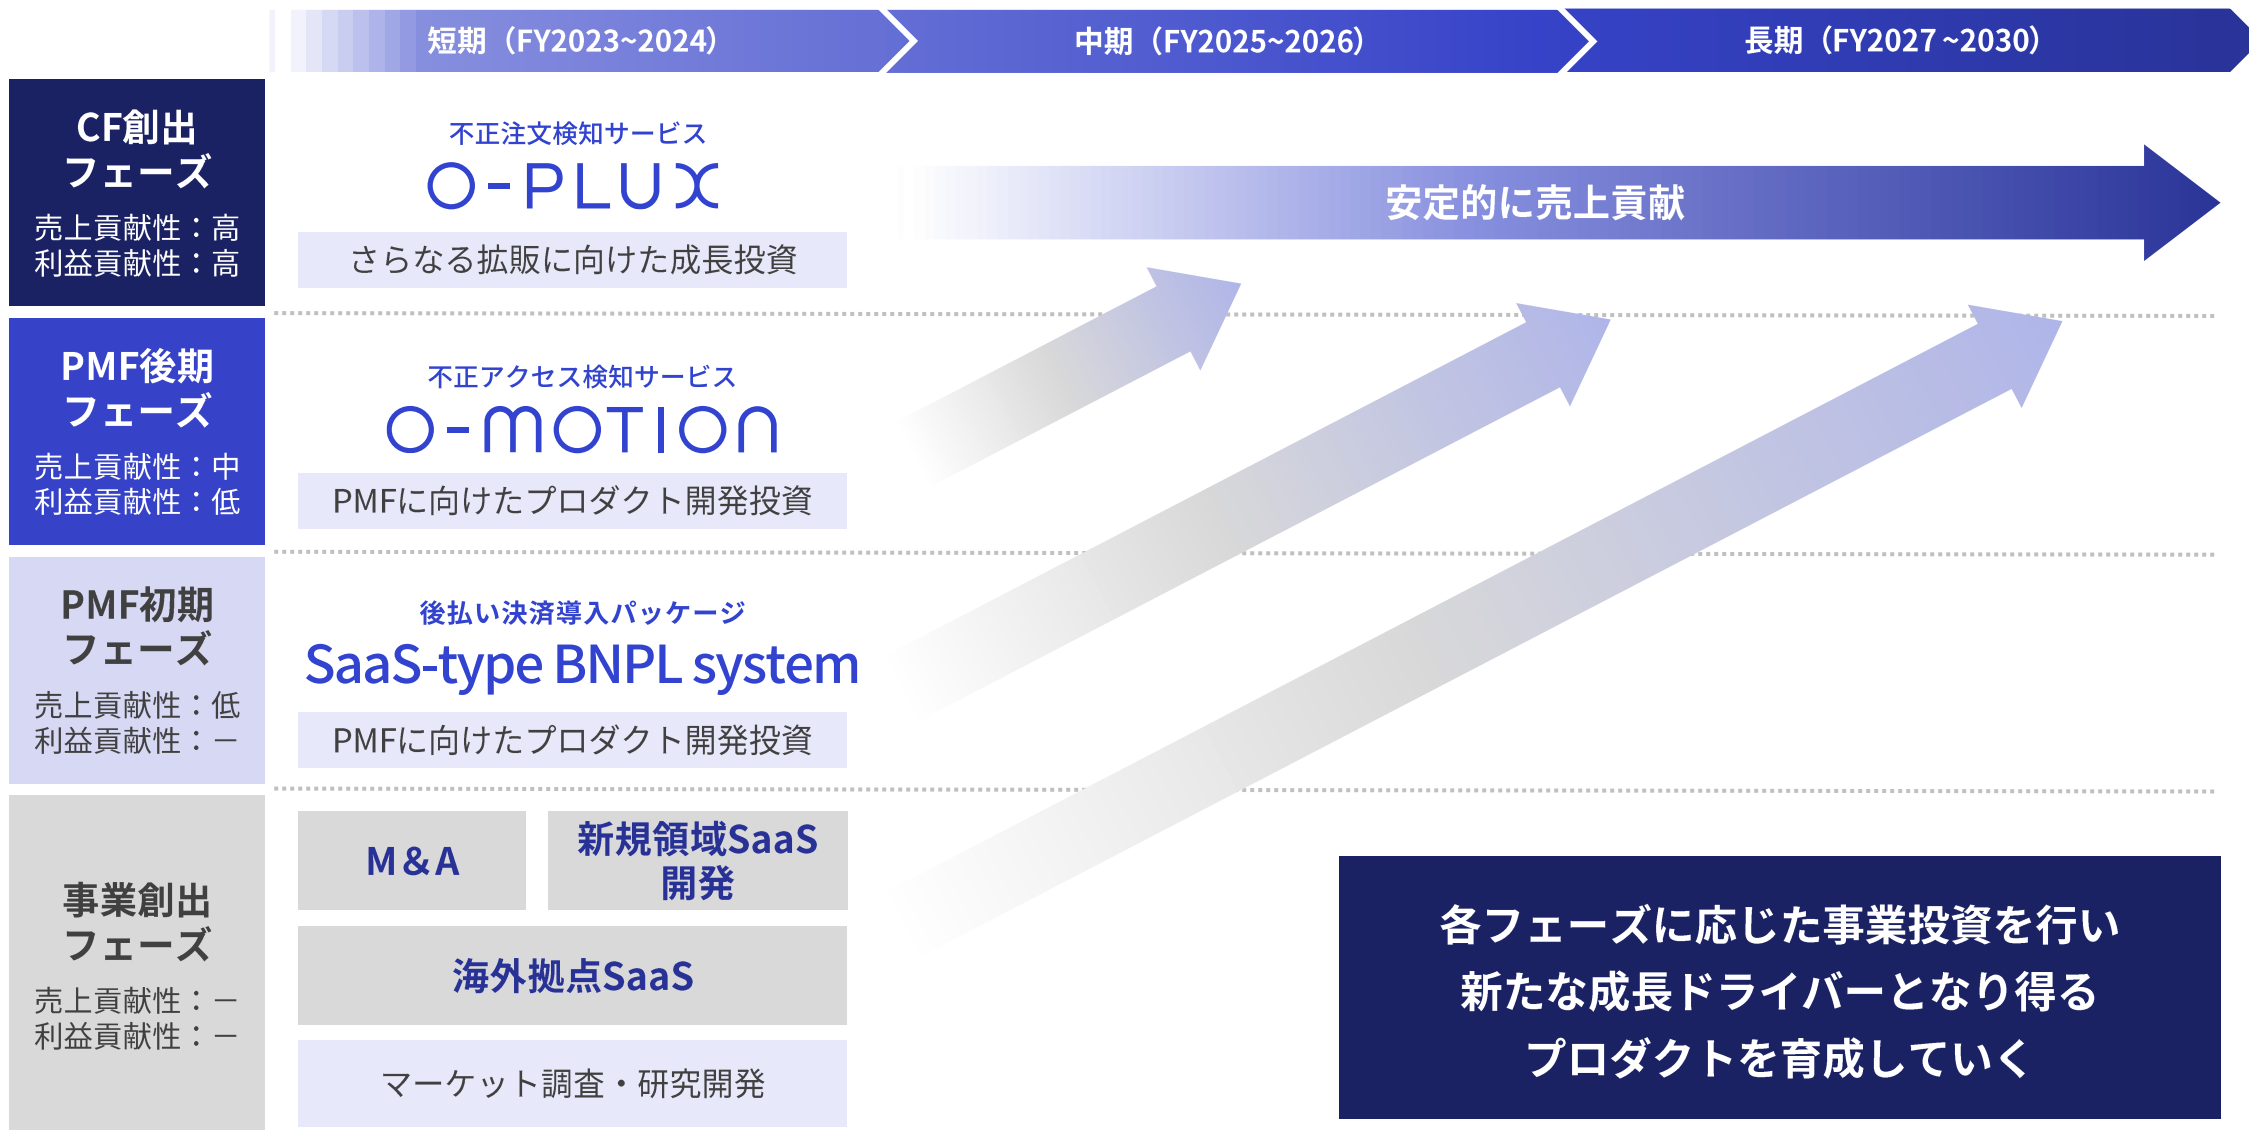 短期（FY2023~2024）
中期（FY2025~2026）
長期（FY2027 ~2030）
CF創出
フェーズ
売上貢献性：高
利益貢献性：高
不正注文検知サービス
O-PLUX
さらなる拡販に向けた成長投資
安定的に売上貢献
PMF後期
フェーズ
売上貢献性：中
利益貢献性：低
不正アクセス検知サービス
O-MOTION
PMFに向けたプロダクト開発投資
PMF初期
フェーズ
売上貢献性：低
利益貢献性：－
後払い決済導入パッケージ
SaaS-type BNPL system
PMFに向けたプロダクト開発投資
事業創出
フェーズ
売上貢献性：－
利益貢献性：－
M＆A
新規領域SaaS
開発
海外拠点SaaS
マーケット調査・研究開発
各フェーズに応じた事業投資を行い
新たな成長ドライバーとなり得る
プロダクトを育成していく